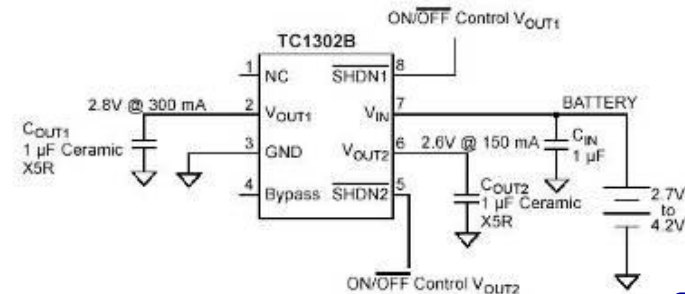 ON/OFF Control VOUT1
TC1302B
1 NC SHDN1 8
2.8V @ 300 mA 2 VOUT1 VIN 7 BATTERY
COUT1
1 µF Ceramic
X5R
3 GND VOUT2 6 2.6V @ 150 mA
CIN
1 µF
4 Bypass SHDN2 5
COUT2
1 µF Ceramic
X5R
2.7V
to
4.2V
ON/OFF Control VOUT2